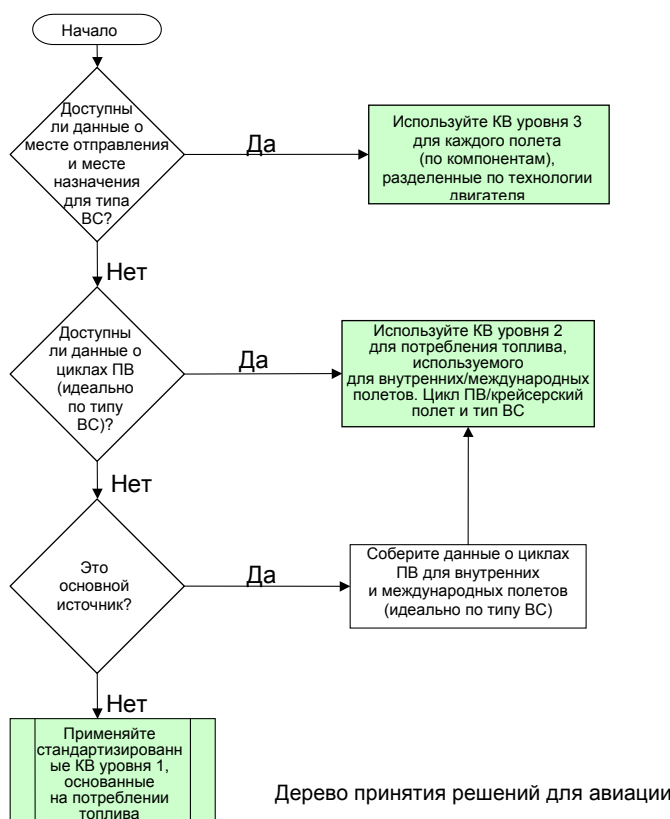 Начало
Доступны
ли данные о
месте отправления
и месте
назначения
для типа
ВС?
Да
Используйте КВ уровня 3
для каждого полета
(по компонентам),
разделенные по технологии
двигателя
Нет
Доступны
ли данные о
циклах ПВ
(идеально
по типу
ВС)?
Да
Используйте КВ уровня 2
для потребления топлива,
используемого
для внутренних/международных
полетов. Цикл ПВ/крейсерский
полет и тип ВС
Нет
Это
основной
источник?
Да
Соберите данные о циклах
ПВ для внутренних
и международных полетов
(идеально по типу ВС)
Нет
Применяйте
стандартизированн
ые КВ уровня 1,
основанные
на потреблении
топлива
Дерево принятия решений для авиации